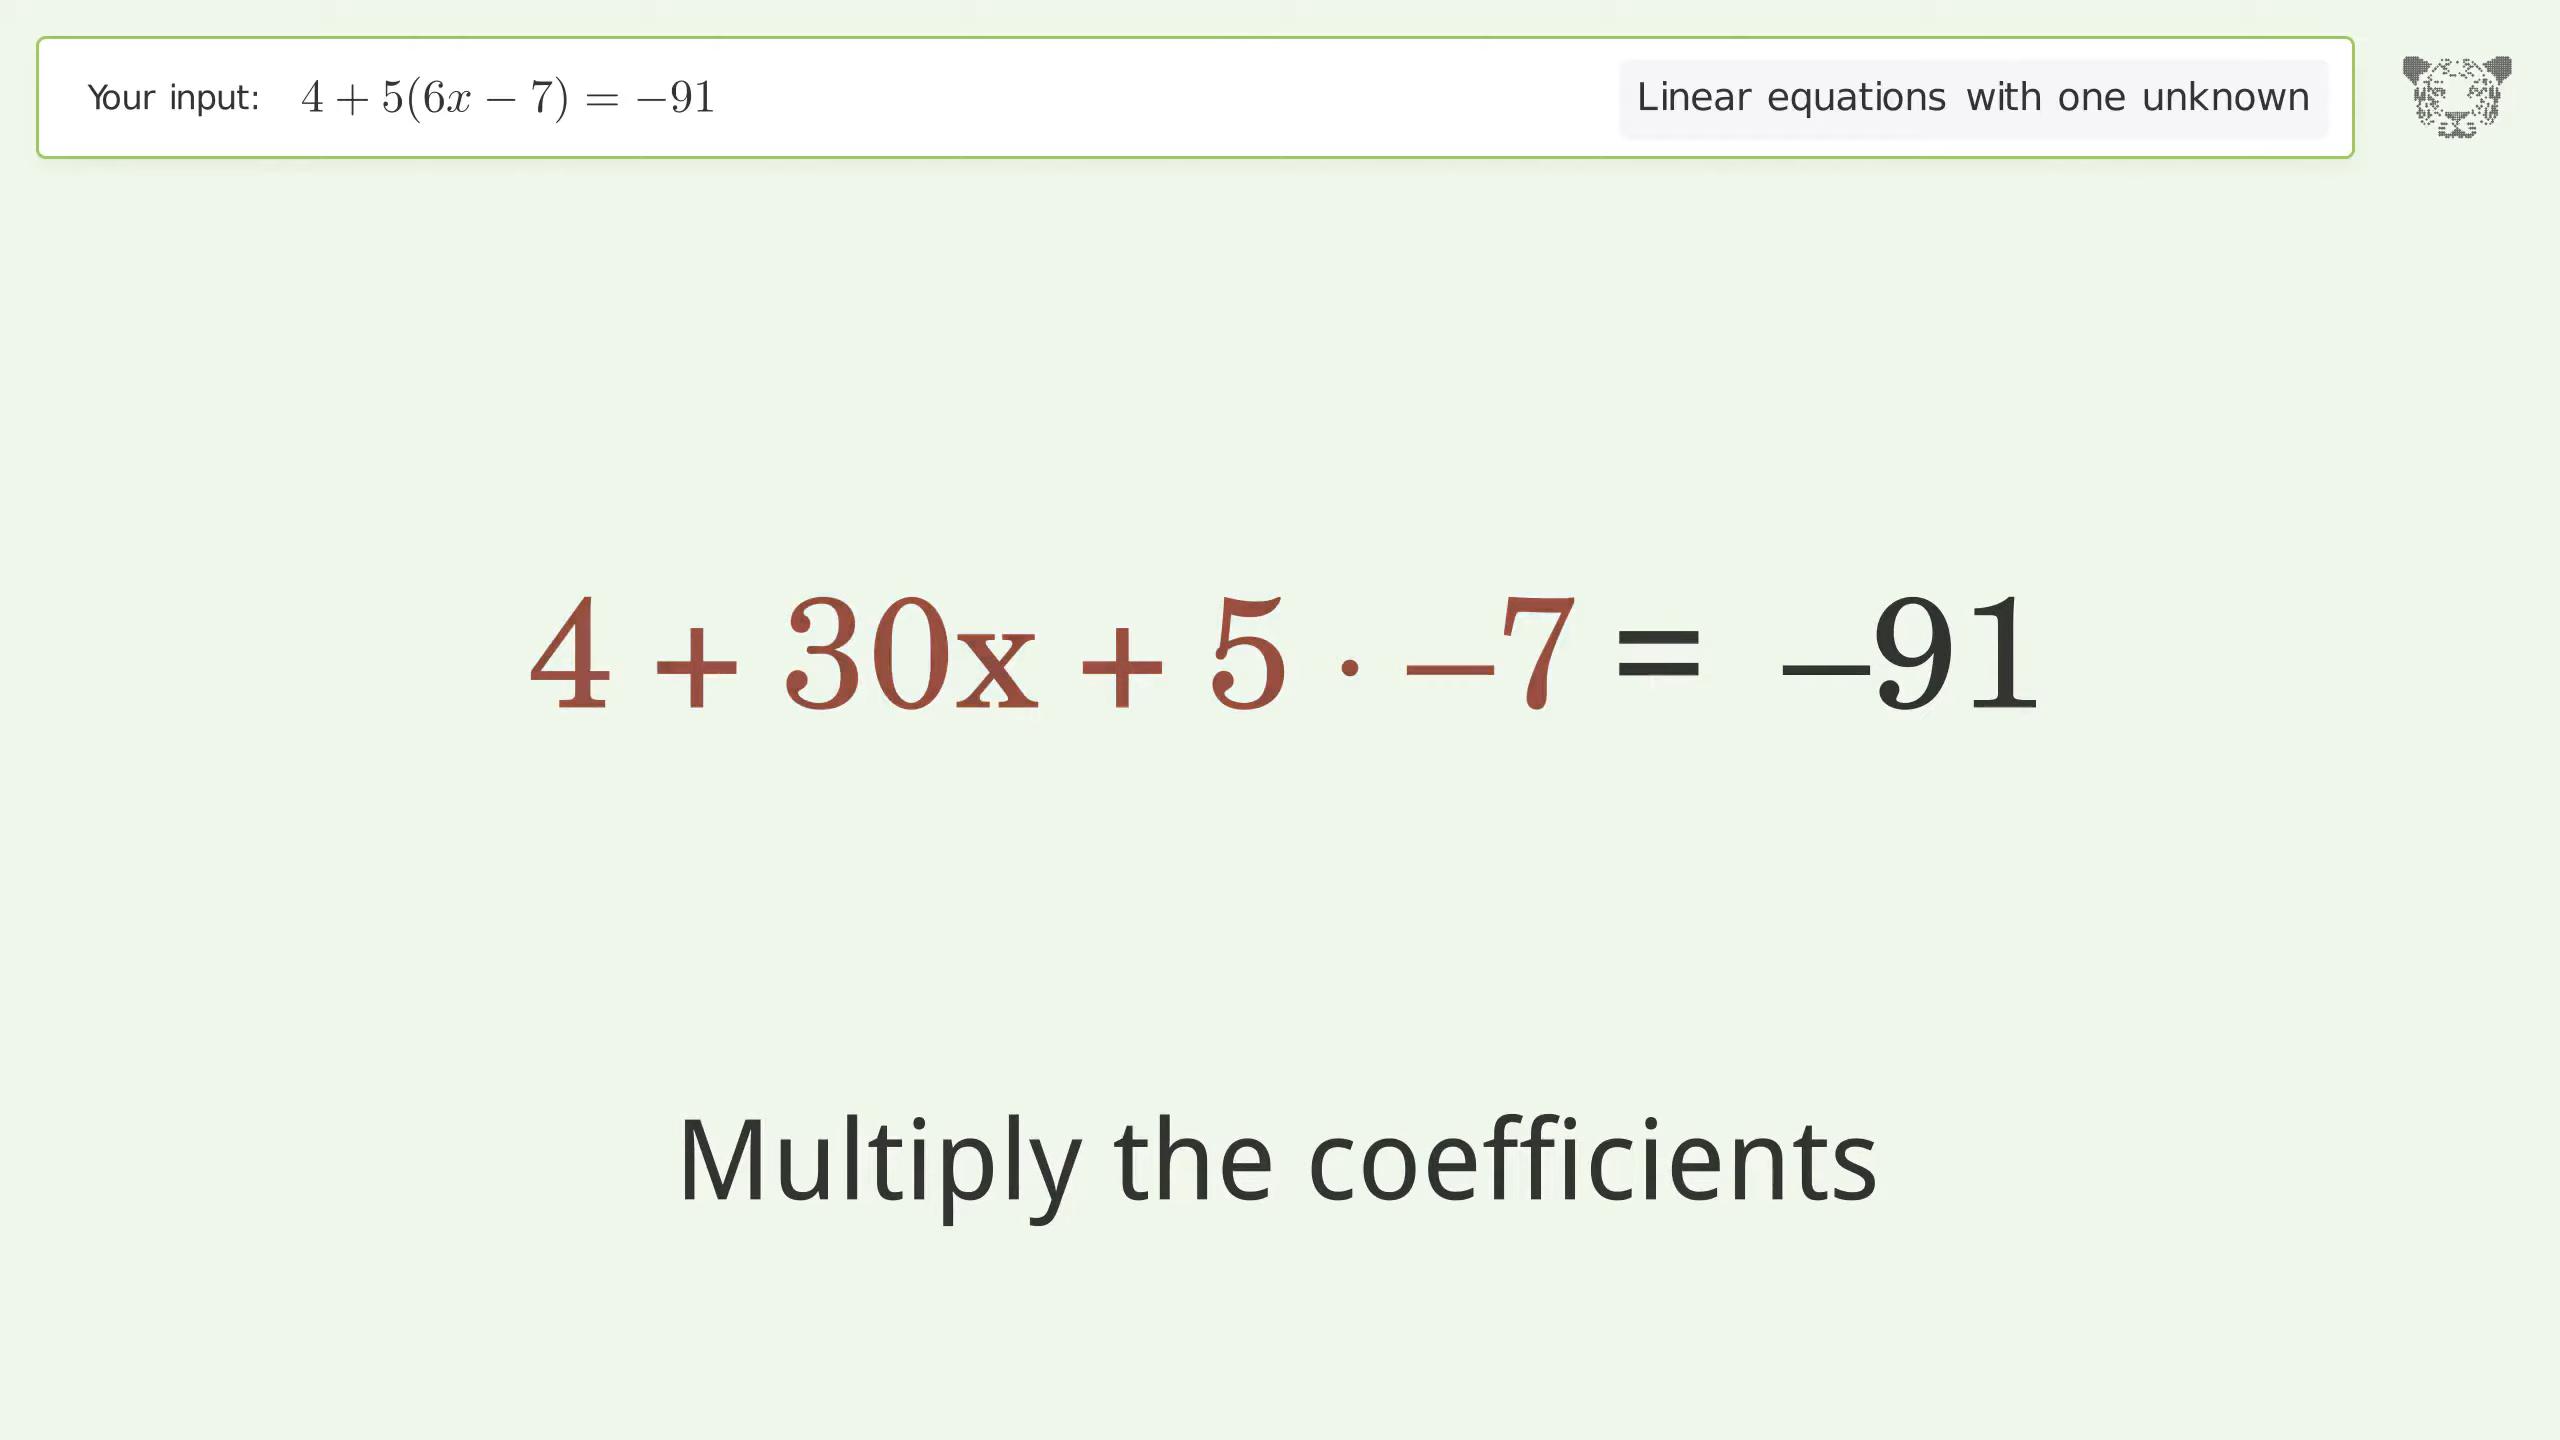 Your input: 4 + 5(6x − 7) = −91
Linear equations with one unknown
4 + 30x + 5 · −7 = −91
Multiply the coefficients